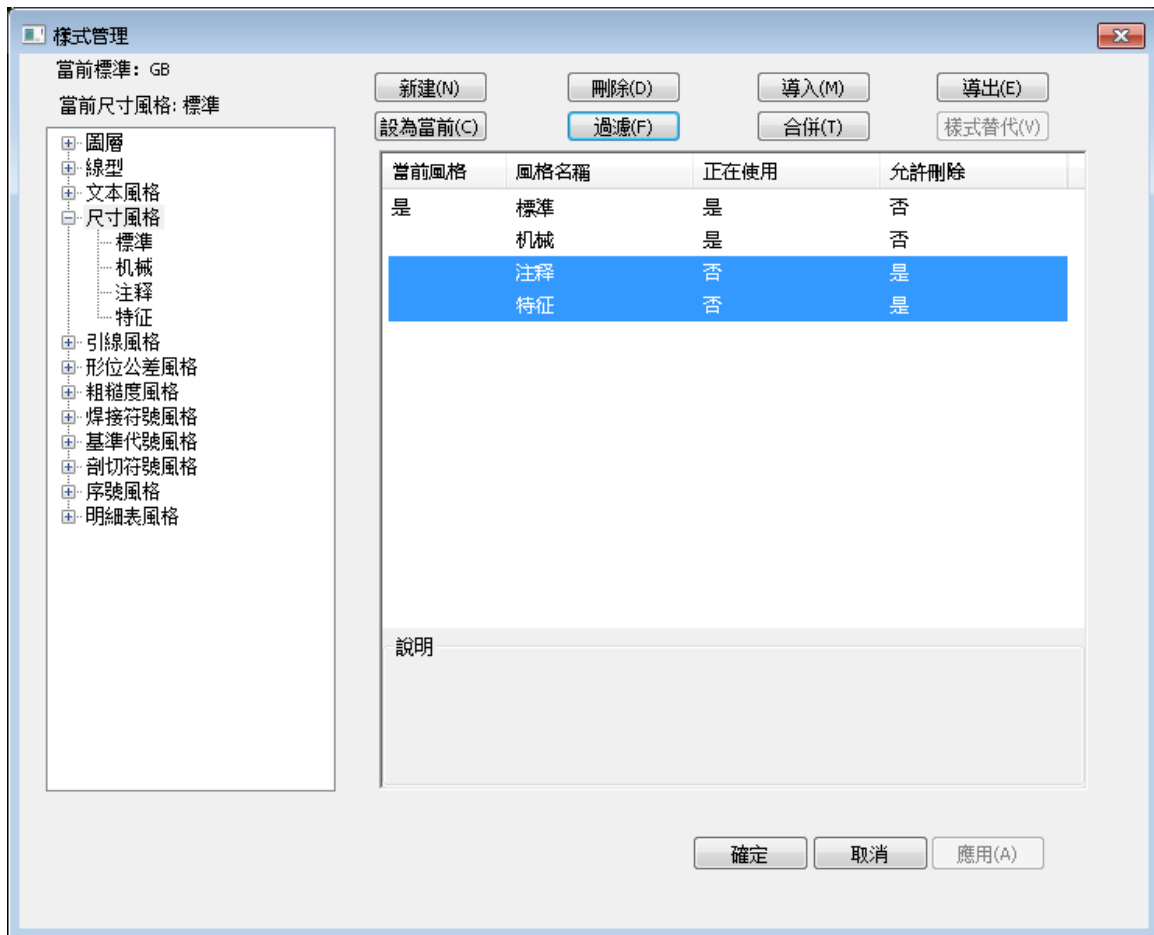 樣式管理
當前標準: GB
當前尺寸風格: 標準
新建(N) 刪除(D) 導入(M) 導出(E)
設為當前(C) 過濾(F) 合併(T) 樣式替代(V)
圖層
線型
文本風格
尺寸風格
標準
机械
注释
特征
引線風格
形位公差風格
粗糙度風格
焊接符號風格
基準代號風格
剖切符號風格
序號風格
明細表風格
當前風格 風格名稱 正在使用 允許刪除
是 標準 是 否
机械 是 否
注释 否 是
特征 否 是
說明
確定 取消 應用(A)